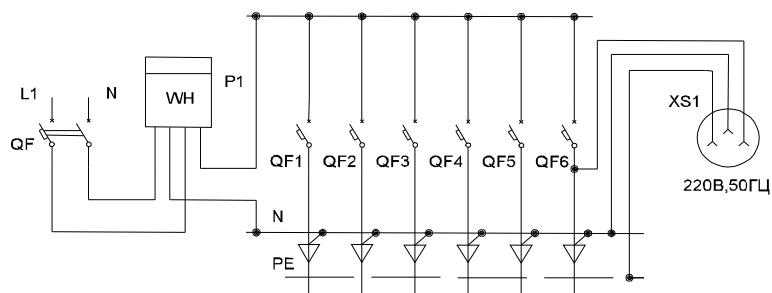 L1 N
WH
P1
QF
QF1 QF2 QF3 QF4 QF5 QF6
XS1
220В,50ГЦ
N
PE